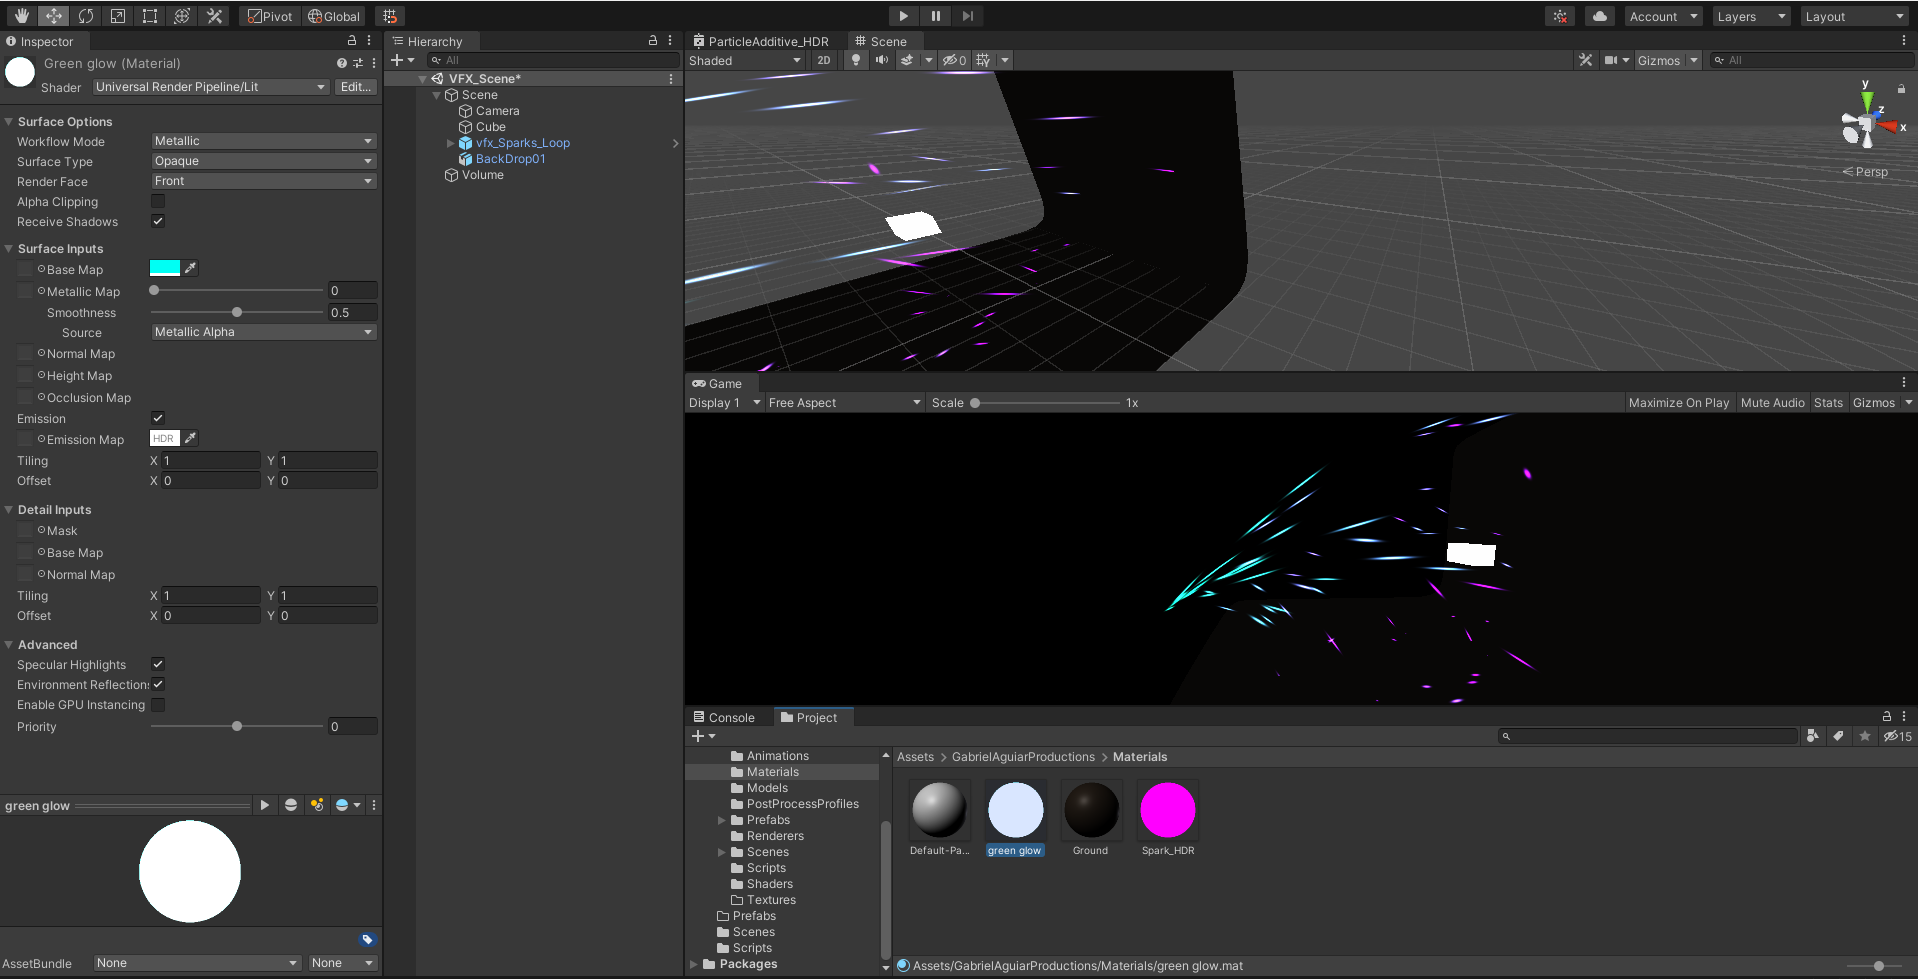 Pivot Global Account Layers Layout
Inspector
Green glow (Material)
Shader Universal Render Pipeline/Lit Edit...
Surface Options
Workflow Mode Metallic
Surface Type Opaque
Render Face Front
Alpha Clipping
Receive Shadows
Surface Inputs
Base Map
Metallic Map 0
Smoothness 0.5
Source Metallic Alpha
Normal Map
Height Map
Occlusion Map
Emission
Emission Map HDR
Tiling X 1 Y 1
Offset X 0 Y 0
Detail Inputs
Mask
Base Map
Normal Map
Tiling X 1 Y 1
Offset X 0 Y 0
Advanced
Specular Highlights
Environment Reflections
Enable GPU Instancing
Priority 0
green glow
AssetBundle None None
Hierarchy
All
VFX_Scene*
Scene
Camera
Cube
vfx_Sparks_Loop
BackDrop01
Volume
ParticleAdditive_HDR Scene
Shaded 2D 0 Gizmos All
y
z
x
Persp
Game
Display 1 Free Aspect Scale 1x Maximize On Play Mute Audio Stats Gizmos
Console Project
15
Animations
Materials
Models
PostProcessProfiles
Prefabs
Renderers
Scenes
Scripts
Shaders
Textures
Prefabs
Scenes
Scripts
Packages
Assets > GabrielAguiarProductions > Materials
Default-Pa... green glow Ground Spark_HDR
Assets/GabrielAguiarProductions/Materials/green glow.mat